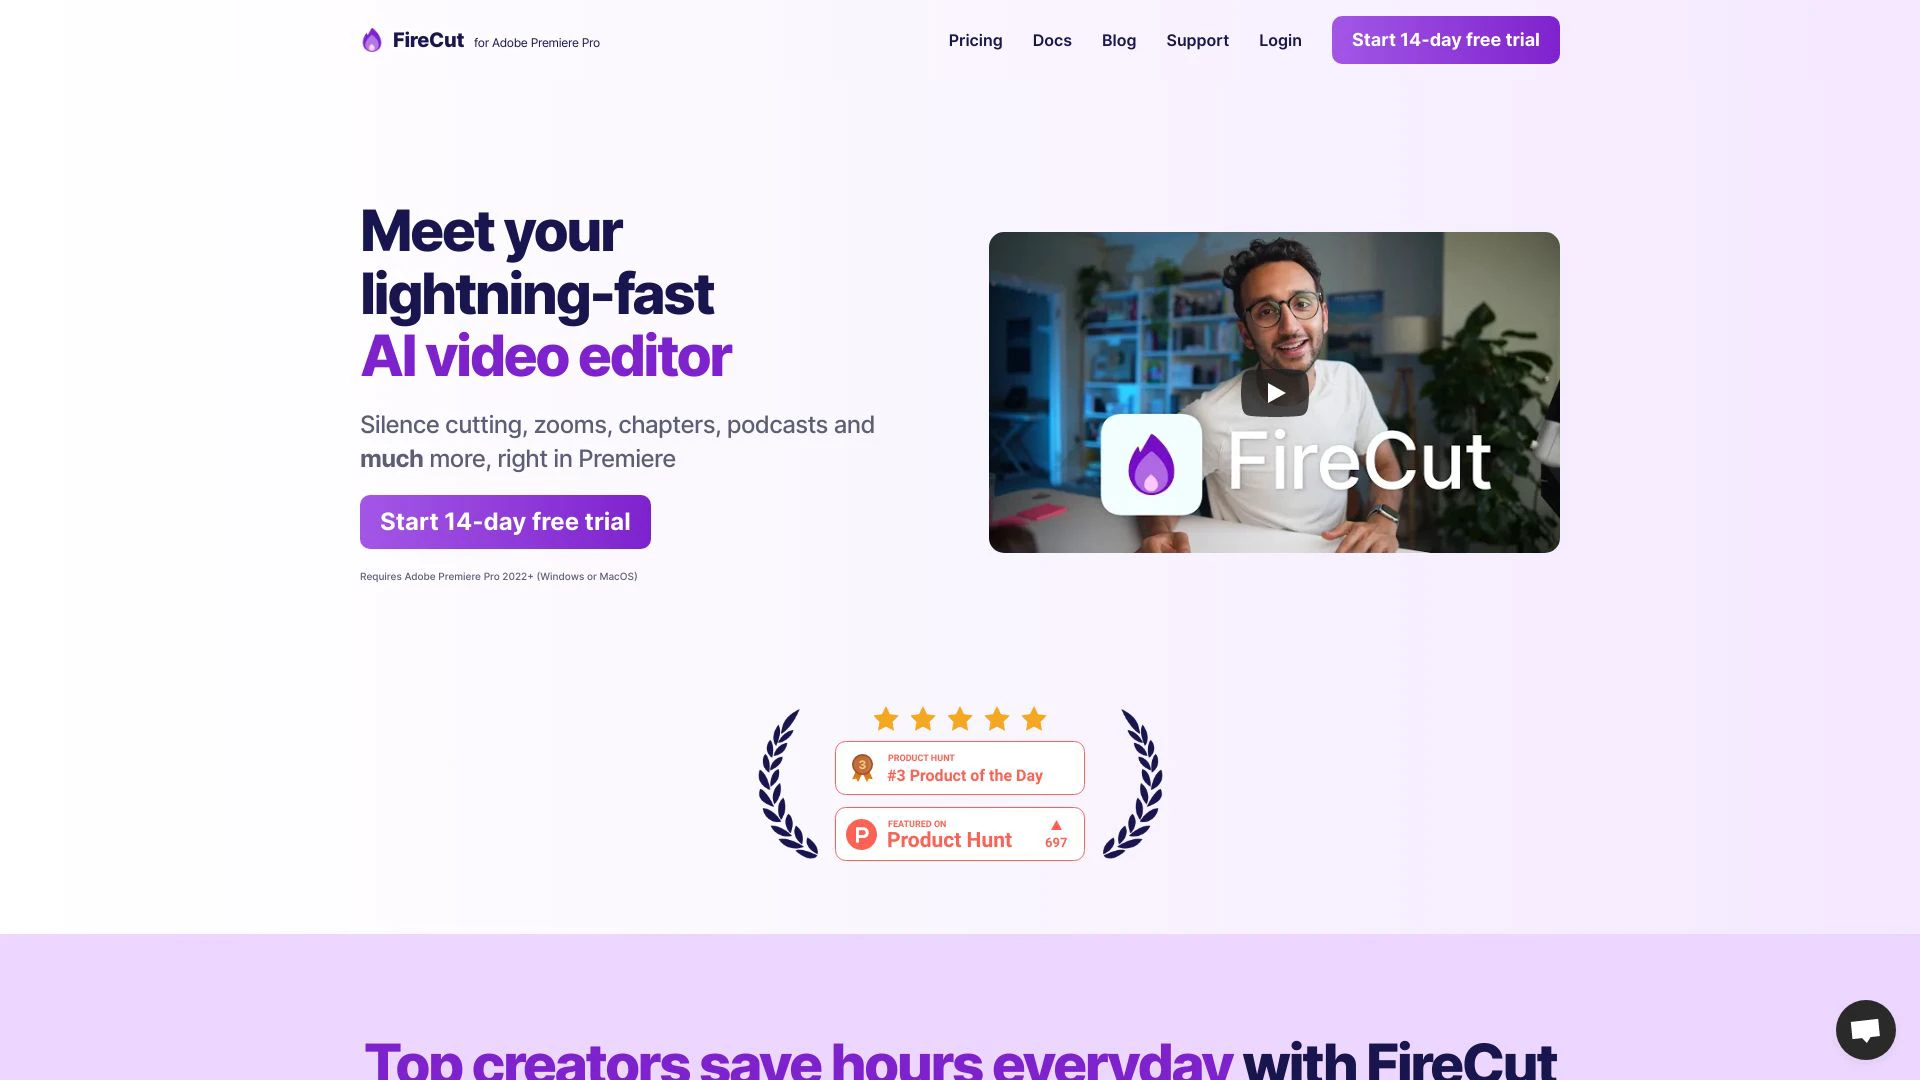 FireCut for Adobe Premiere Pro
Pricing Docs Blog Support Login Start 14-day free trial
Meet your
lightning-fast
AI video editor
Silence cutting, zooms, chapters, podcasts and
much more, right in Premiere
Start 14-day free trial
Requires Adobe Premiere Pro 2022+ (Windows or MacOS)
FireCut
3
PRODUCT HUNT
#3 Product of the Day
P
FEATURED ON
Product Hunt
697
Top creators save hours everyday with FireCut